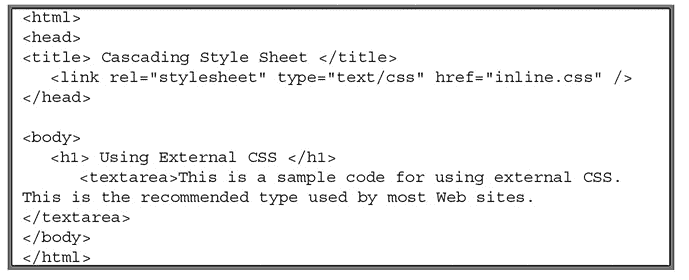 <html>
<head>
<title> Cascading Style Sheet </title>
<link rel="stylesheet" type="text/css" href="inline.css" />
</head>
<body>
<h1> Using External CSS </h1>
<textarea>This is a sample code for using external CSS.
This is the recommended type used by most Web sites.
</textarea>
</body>
</html>